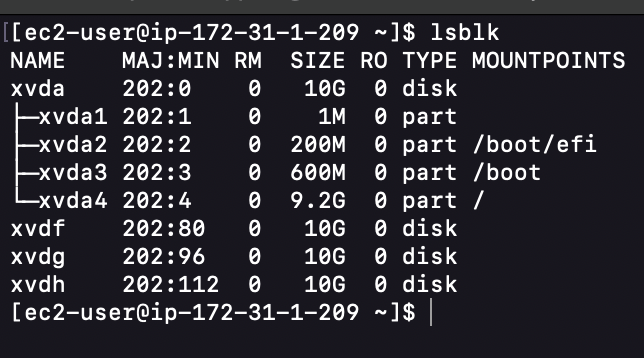 [ec2-user@ip-172-31-1-209 ~]$ lsblk
NAME    MAJ:MIN RM  SIZE RO TYPE MOUNTPOINTS
xvda    202:0    0   10G  0 disk
├─xvda1 202:1    0    1M  0 part
├─xvda2 202:2    0  200M  0 part /boot/efi
├─xvda3 202:3    0  600M  0 part /boot
└─xvda4 202:4    0  9.2G  0 part /
xvdf    202:80   0   10G  0 disk
xvdg    202:96   0   10G  0 disk
xvdh    202:112  0   10G  0 disk
[ec2-user@ip-172-31-1-209 ~]$